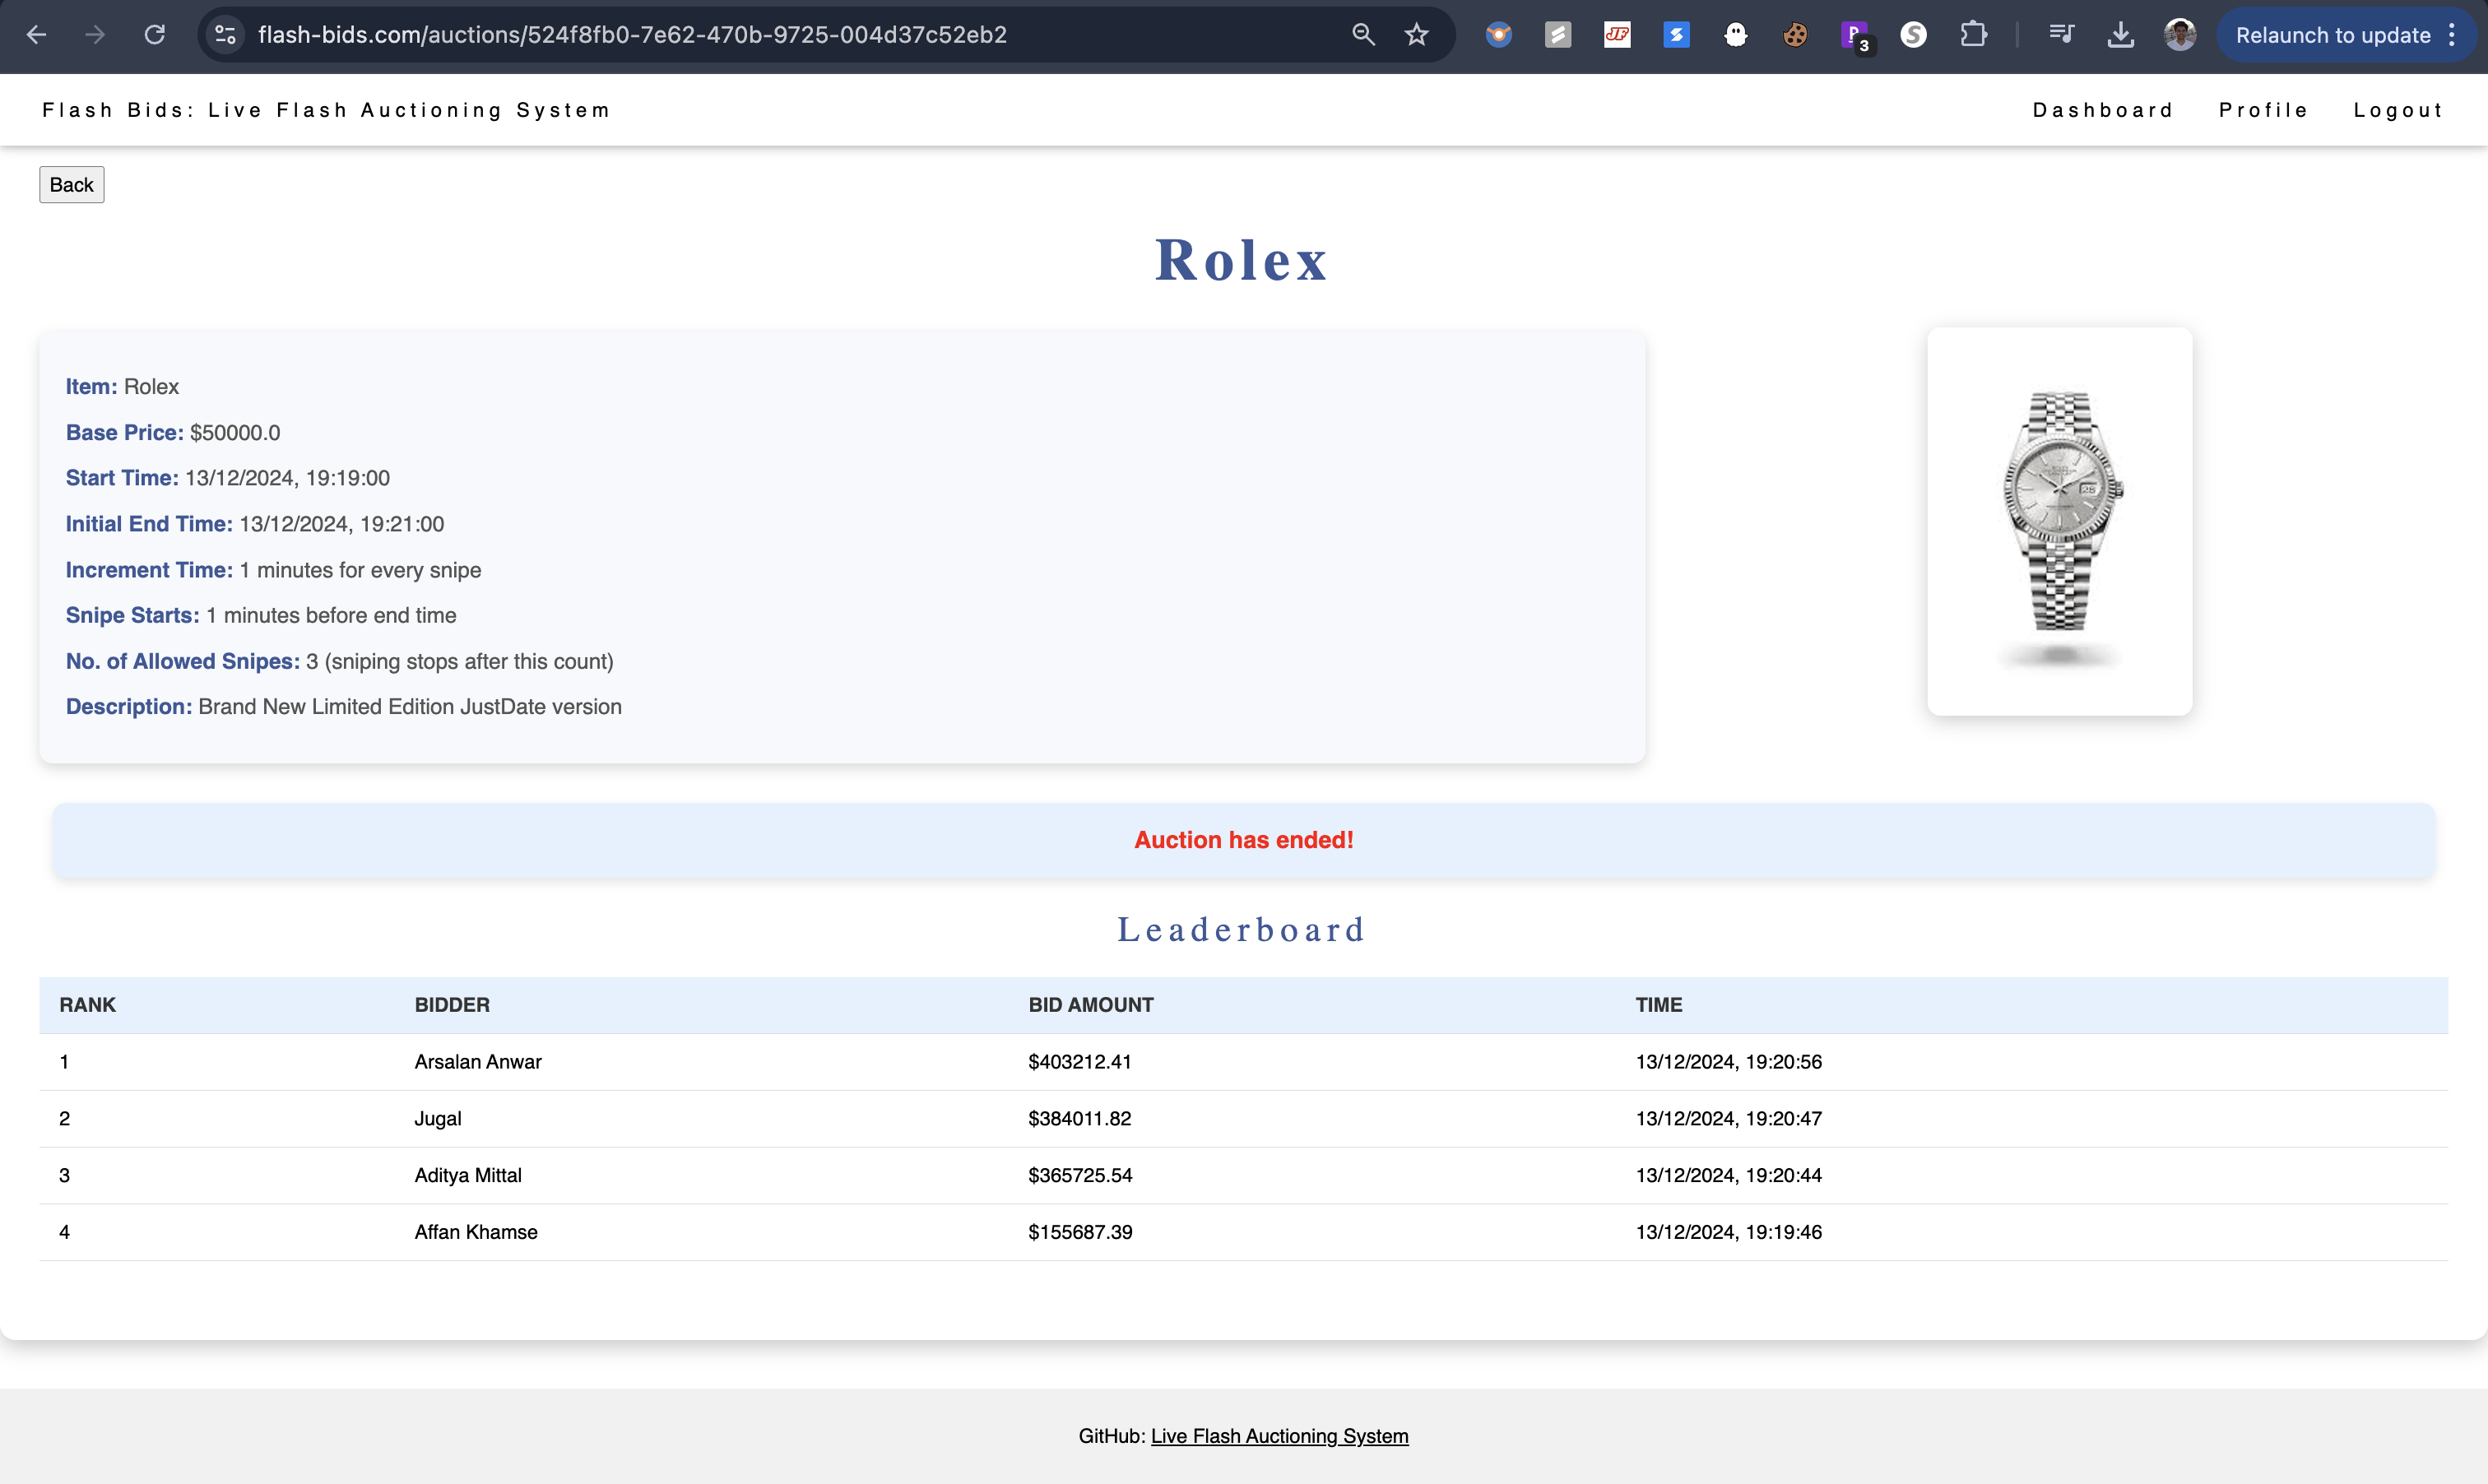 flash-bids.com/auctions/524f8fb0-7e62-470b-9725-004d37c52eb2
3
Relaunch to update
Flash Bids: Live Flash Auctioning System
Dashboard
Profile
Logout
Back
Rolex
Item: Rolex
Base Price: $50000.0
Start Time: 13/12/2024, 19:19:00
Initial End Time: 13/12/2024, 19:21:00
Increment Time: 1 minutes for every snipe
Snipe Starts: 1 minutes before end time
No. of Allowed Snipes: 3 (sniping stops after this count)
Description: Brand New Limited Edition JustDate version
Auction has ended!
Leaderboard
RANK BIDDER BID AMOUNT TIME
1 Arsalan Anwar $403212.41 13/12/2024, 19:20:56
2 Jugal $384011.82 13/12/2024, 19:20:47
3 Aditya Mittal $365725.54 13/12/2024, 19:20:44
4 Affan Khamse $155687.39 13/12/2024, 19:19:46
GitHub: Live Flash Auctioning System